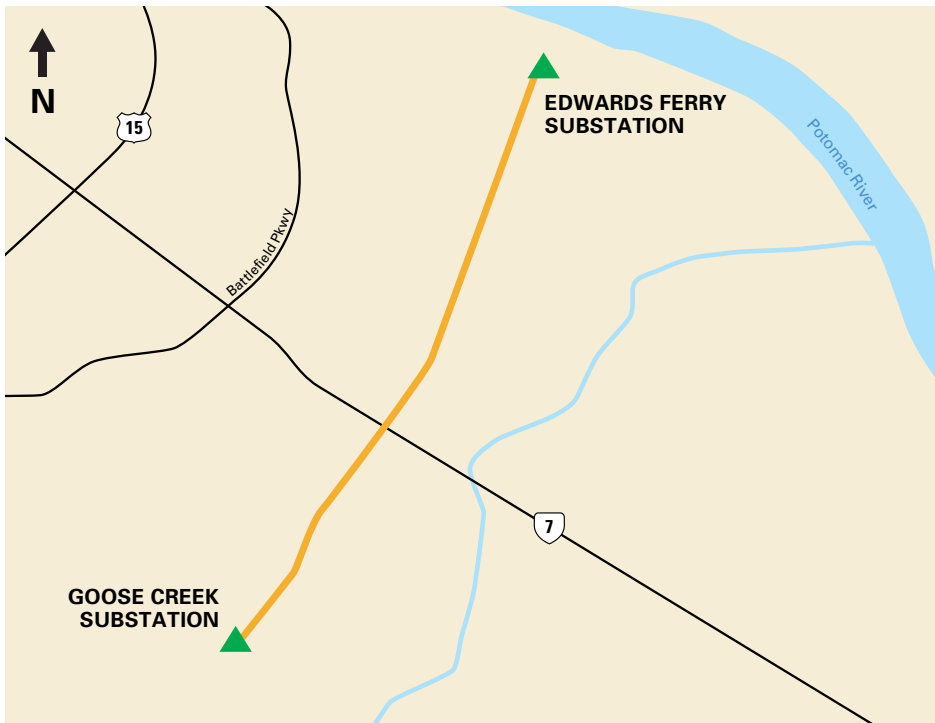 N
15
EDWARDS FERRY
SUBSTATION
Potomac River
Battlefield Pkwy
7
GOOSE CREEK
SUBSTATION